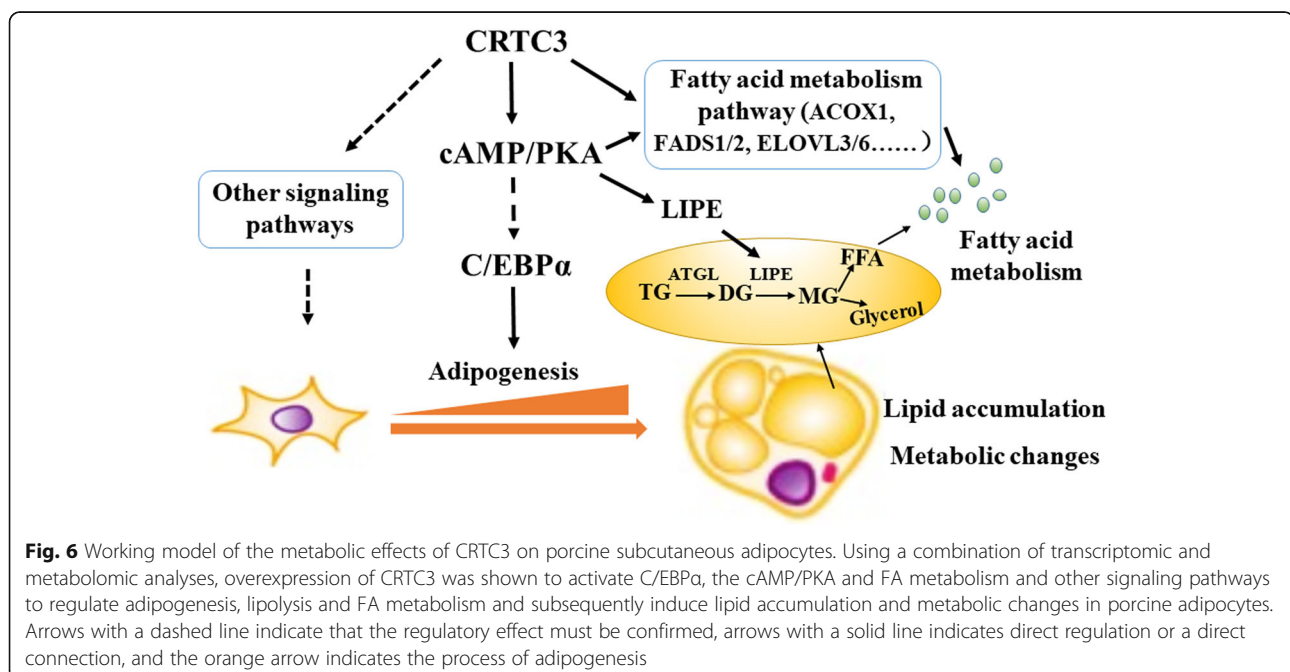 CRTC3
Fatty acid metabolism
pathway (ACOX1,
FADS1/2, ELOVL3/6......)
cAMP/PKA
Other signaling
pathways
LIPE
Fatty acid
metabolism
C/EBPα
FFA
ATGL LIPE
TG DG MG
Glycerol
Adipogenesis
Lipid accumulation
Metabolic changes
Fig. 6 Working model of the metabolic effects of CRTC3 on porcine subcutaneous adipocytes. Using a combination of transcriptomic and
metabolomic analyses, overexpression of CRTC3 was shown to activate C/EBPα, the cAMP/PKA and FA metabolism and other signaling pathways
to regulate adipogenesis, lipolysis and FA metabolism and subsequently induce lipid accumulation and metabolic changes in porcine adipocytes.
Arrows with a dashed line indicate that the regulatory effect must be confirmed, arrows with a solid line indicates direct regulation or a direct
connection, and the orange arrow indicates the process of adipogenesis